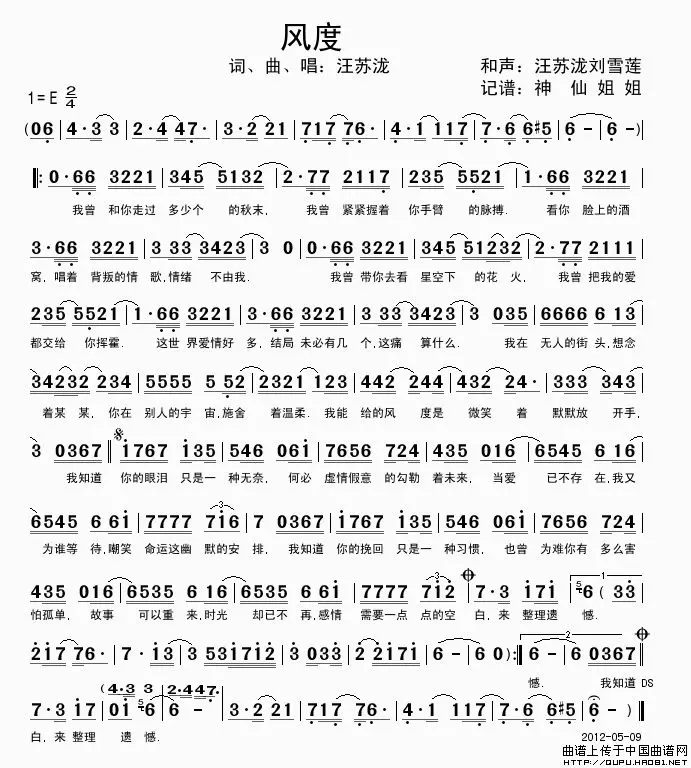 风度
词、曲、唱：汪苏泷 和声：汪苏泷刘雪莲
1=E 2/4 记谱：神 仙 姐 姐
(06 | 4·3 3 | 2·4 47· | 3·2 21 | 717 76· | 4·1 117 | 7·6 6#5 | 6 - | 6 - )
0·66 3221 | 345 5132 | 2·77 2117 | 235 5521 | 1·66 3221
我曾 和你走过 多少个 的秋末， 我曾 紧紧握着 你手臂 的脉搏. 看你 脸上的酒
3·66 3221 | 3 33 3423 | 3 0 | 0·66 3221 | 345 51232 | 2·77 2111
窝，唱着 背叛的情 歌，情绪 不由我. 我曾 带你去看 星空下 的花 火， 我曾 把我的爱
235 5521 | 1·66 3221 | 3·66 3221 | 3 33 3423 | 3 035 | 6666 6 13
都交给 你挥霍. 这世 界爱情好 多，结局 未必有几 个，这痛 算什么. 我在 无人的街 头，想念
34232 234 | 5555 5 52 | 2321 123 | 442 244 | 432 24· | 333 343
着某 某，你在 别人的宇 宙，施舍 着温柔. 我能 给的风 度是 微笑 着 默默放 开手，
3 0367 | 1767 135 | 546 061 | 7656 724 | 435 016 | 6545 6 16
我知道 你的眼泪 只是一 种无奈， 何必 虚情假意 的勾勒 着未来， 当爱 已不存 在，我又
6545 6 61 | 7777 716 | 7 0367 | 1767 135 | 546 061 | 7656 724
为谁等 待，嘲笑 命运这幽 默的安 排， 我知道 你的挽回 只是一 种习惯， 也曾 为难你有 多么害
435 016 | 6535 6 16 | 6535 6 61 | 7777 712 | 7·3 171 | 6 ( 33
怕孤单， 故事 可以重 来，时光 却已不 再，感情 需要一点 点的空 白，来 整理遗 憾.
2177 76· | 7· 13 | 3 531712 | 3 033 | 2 2171 | 6 - | 6 0) | 6 - | 6 0367
憾. 我知道 DS
(4·3 3 2·447·
7·3 17 | 01 6 | 6 - | 3·2 221 | 717 76· | 4·1 117 | 7·6 6#5 | 6 - | 6 -)
白，来 整理 遗 憾.
2012-05-09
曲谱上传于中国曲谱网
HTTP://QUPU.HAO81.NET